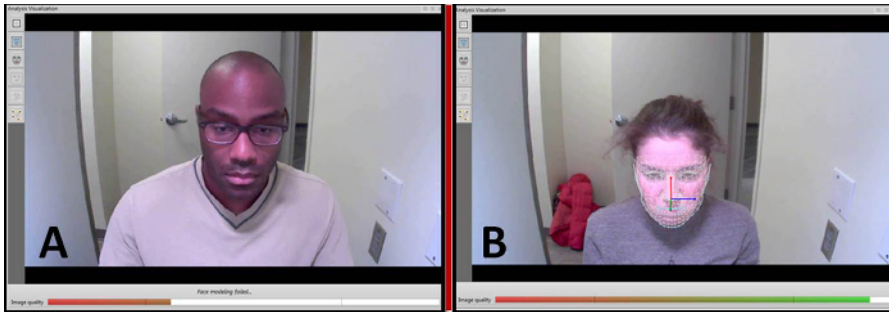 Analysis Visualization
Analysis Visualization
A
B
Face modeling failed..
Image quality
Image quality